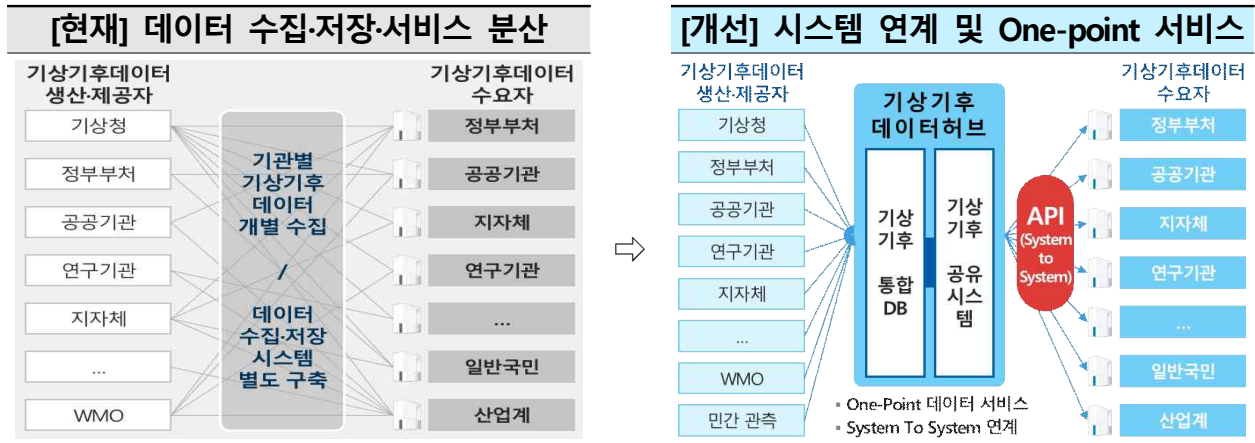 [현재] 데이터 수집·저장·서비스 분산
기상기후데이터
생산·제공자
기상청
정부부처
공공기관
연구기관
지자체
...
WMO
기관별
기상기후
데이터
개별 수집
/
데이터
수집·저장
시스템
별도 구축
기상기후데이터
수요자
정부부처
공공기관
지자체
연구기관
...
일반국민
산업계
⇨
[개선] 시스템 연계 및 One-point 서비스
기상기후데이터
생산·제공자
기상청
정부부처
공공기관
연구기관
지자체
...
WMO
민간 관측
기상기후
데이터허브
기상
기후
통합
DB
기상
기후
공유
시스
템
▪ One-Point 데이터 서비스
▪ System To System 연계
API
(System
to
System)
기상기후데이터
수요자
정부부처
공공기관
지자체
연구기관
...
일반국민
산업계